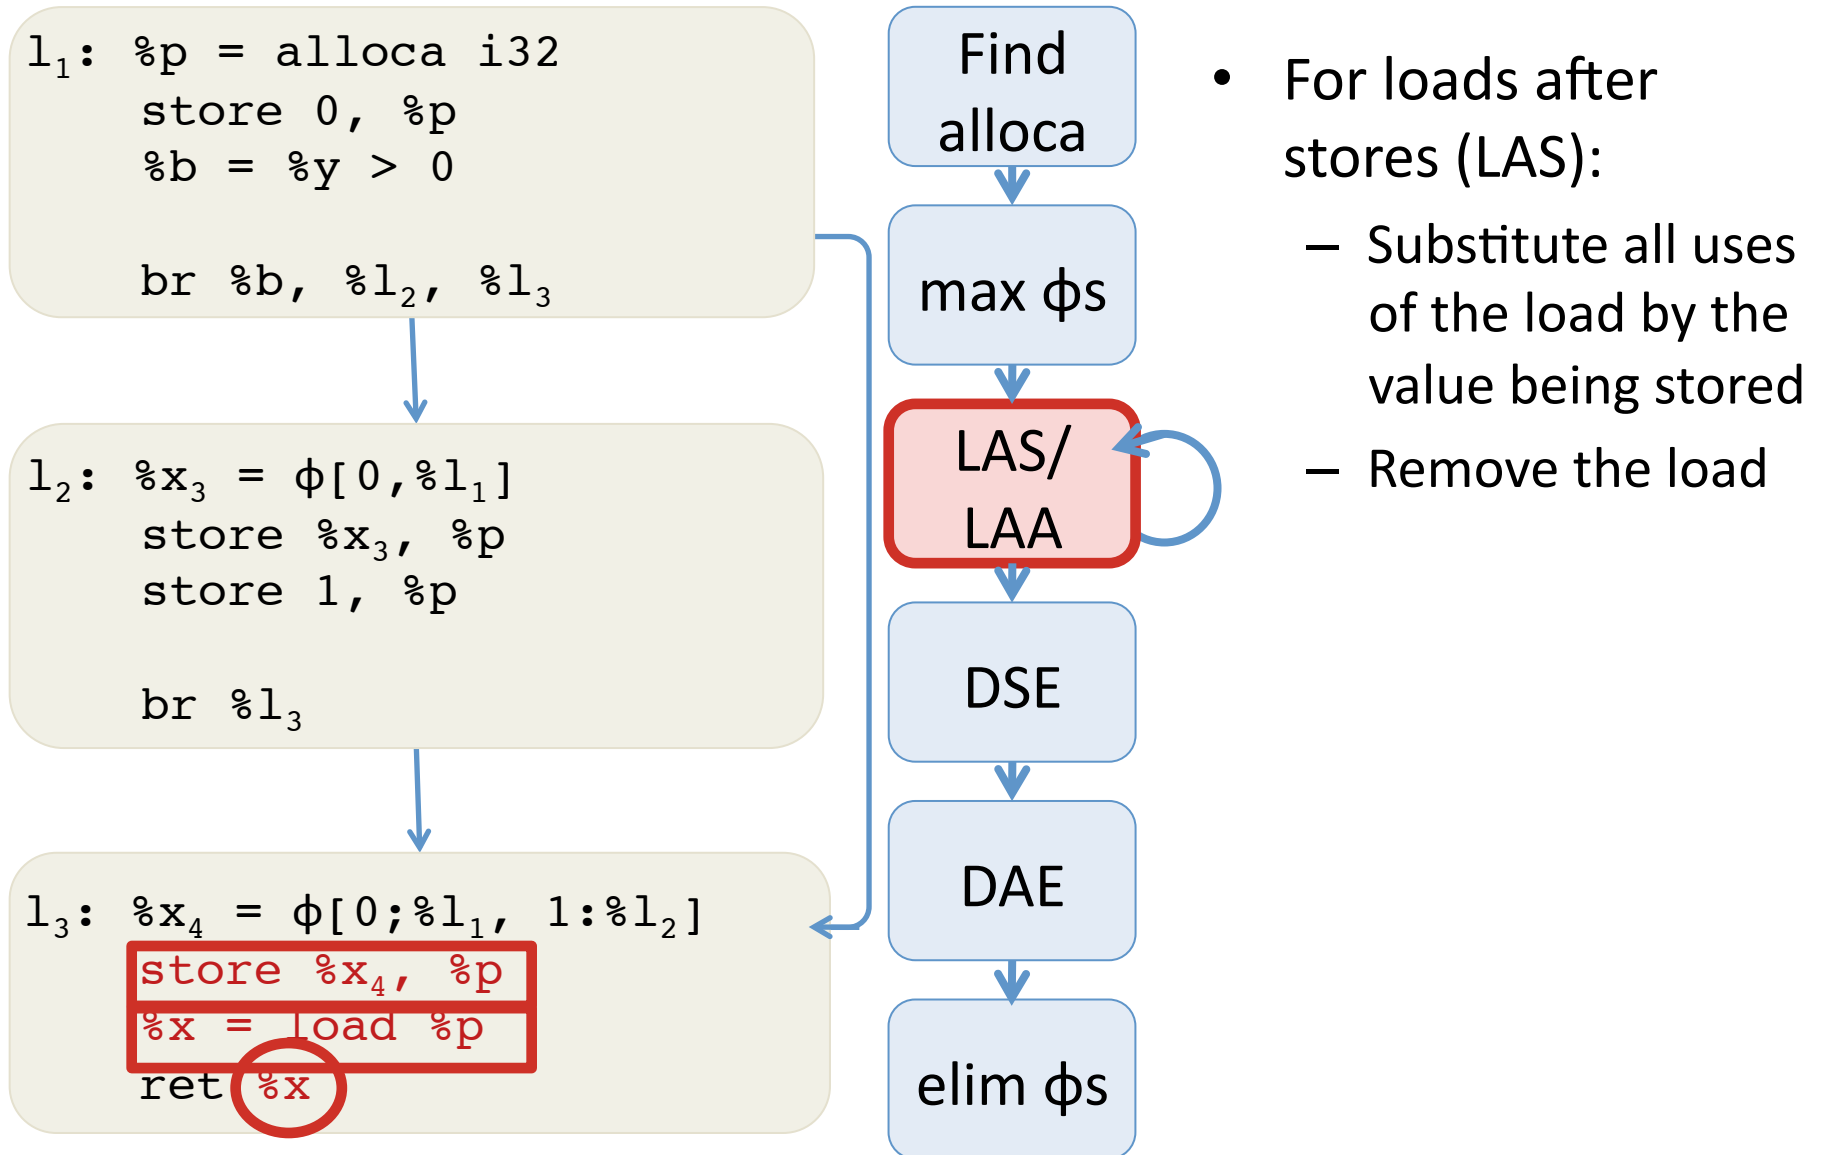 l₁: %p = alloca i32
store 0, %p
%b = %y > 0
br %b, %l₂, %l₃
l₂: %x₃ = ϕ[0,%l₁]
store %x₃, %p
store 1, %p
br %l₃
l₃: %x₄ = ϕ[0;%l₁, 1:%l₂]
store %x₄, %p
%x = load %p
ret %x
Find
alloca
max ϕs
LAS/
LAA
DSE
DAE
elim ϕs
• For loads after
stores (LAS):
– Substitute all uses
of the load by the
value being stored
– Remove the load